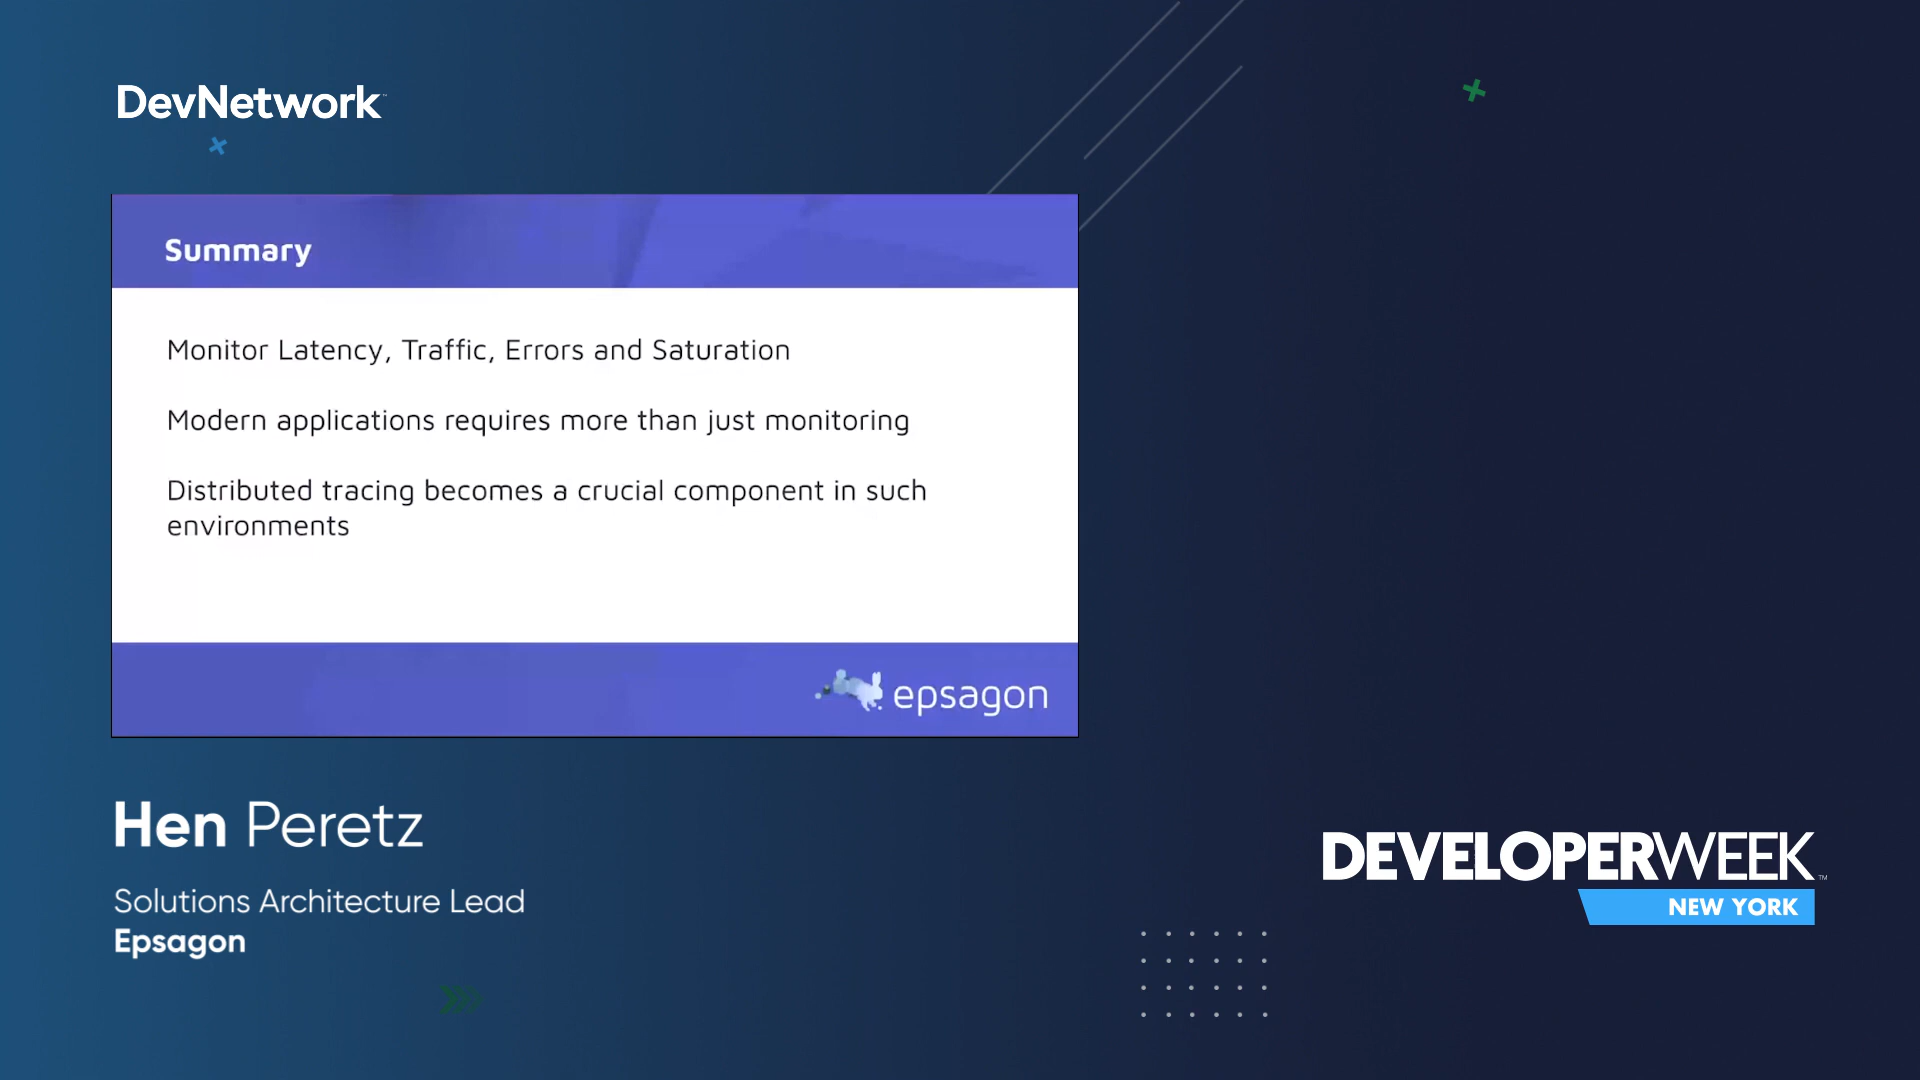 DevNetwork
Summary
Monitor Latency, Traffic, Errors and Saturation
Modern applications requires more than just monitoring
Distributed tracing becomes a crucial component in such
environments
epsagon
Hen Peretz
Solutions Architecture Lead
Epsagon
DEVELOPERWEEK™
NEW YORK